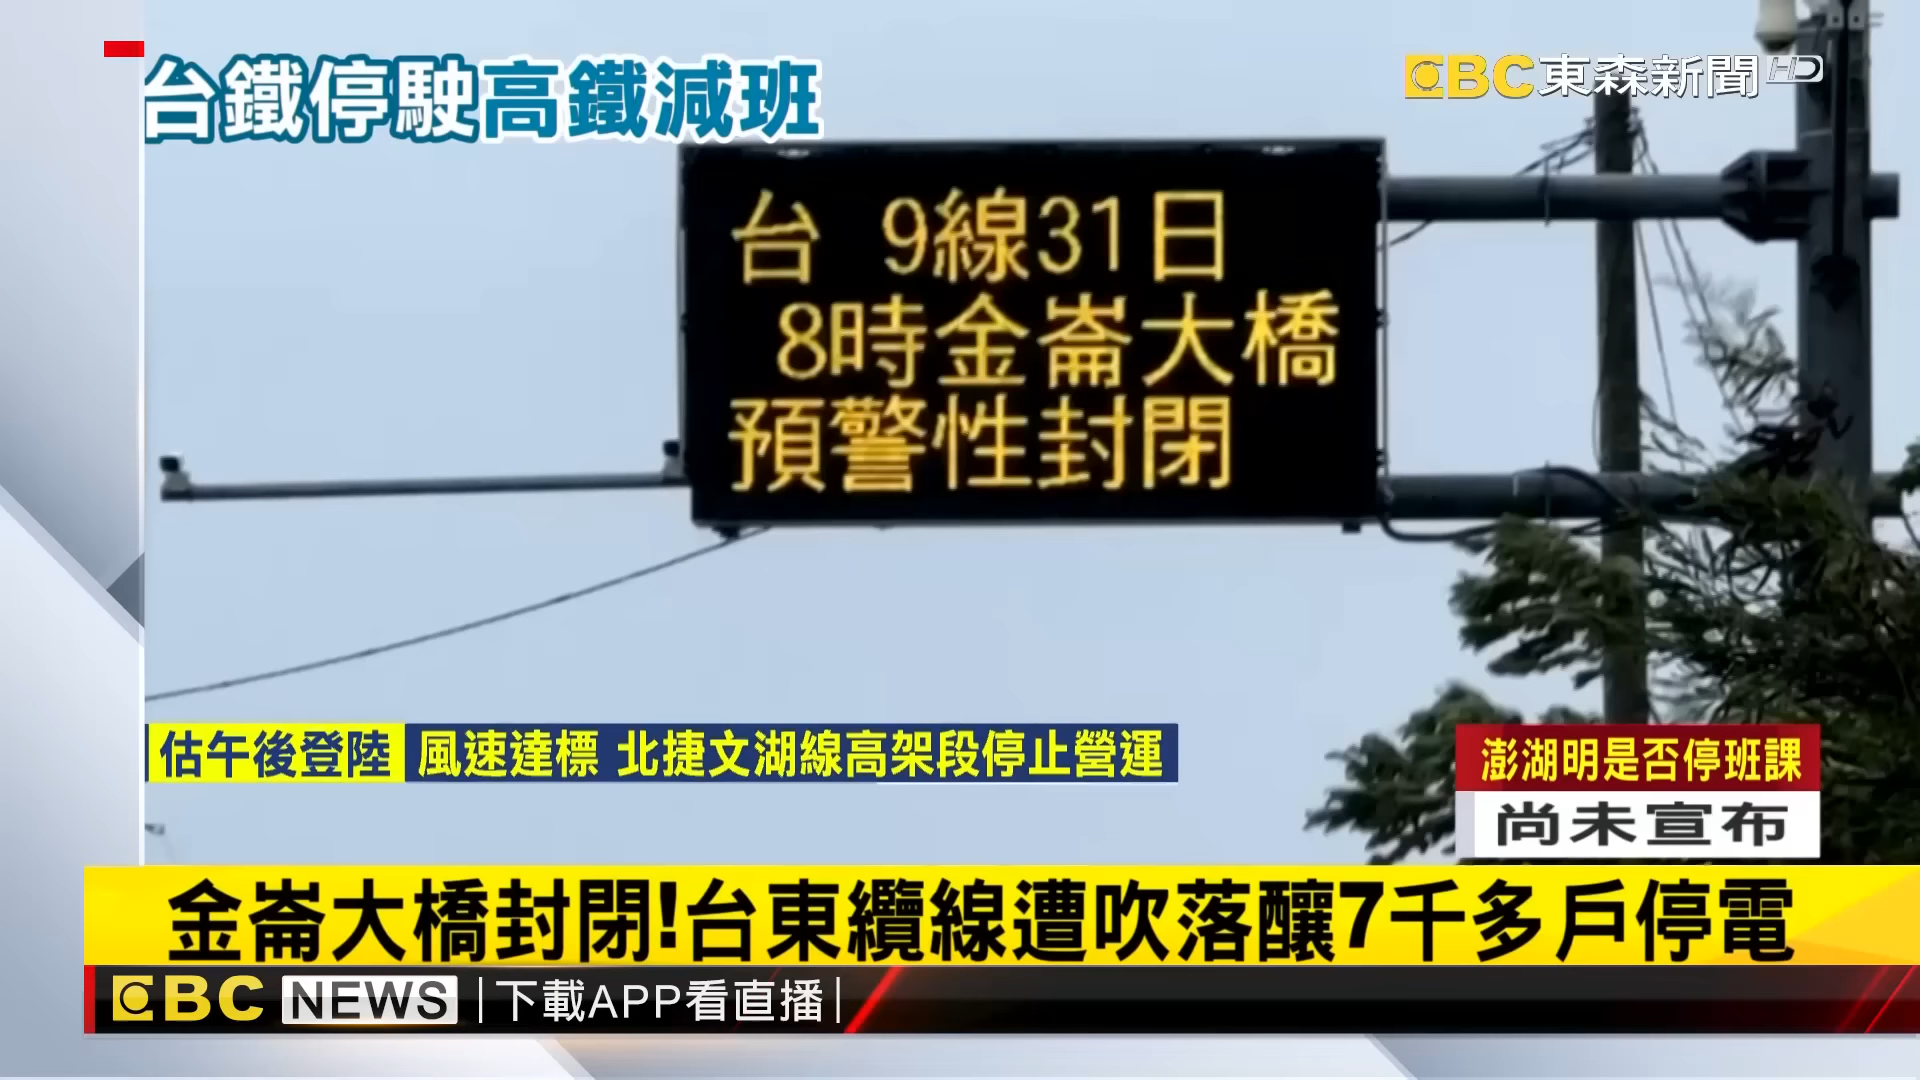 台鐵停駛高鐵減班
EBC東森新聞HD
台 9線31日
8時金崙大橋
預警性封閉
估午後登陸 風速達標 北捷文湖線高架段停止營運
澎湖明是否停班課
尚未宣布
金崙大橋封閉!台東纜線遭吹落釀7千多戶停電
EBC NEWS |下載APP看直播|